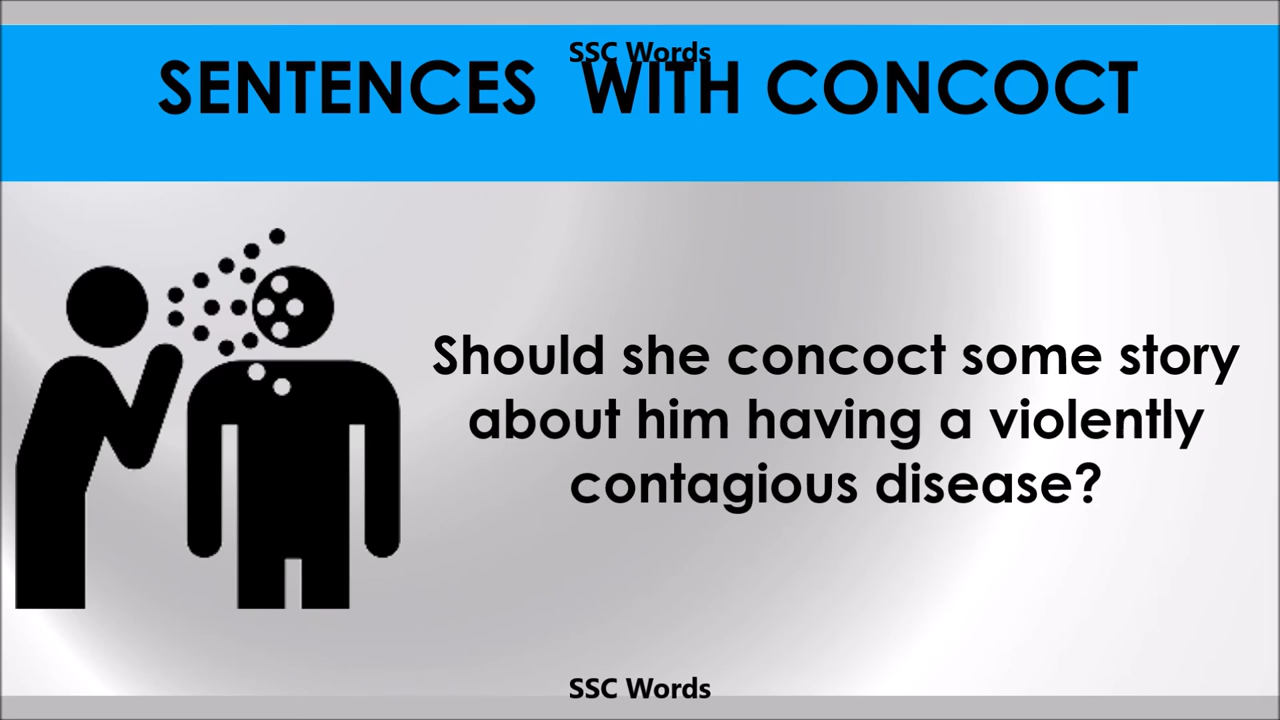 SSC Words
SENTENCES WITH CONCOCT
Should she concoct some story
about him having a violently
contagious disease?
SSC Words